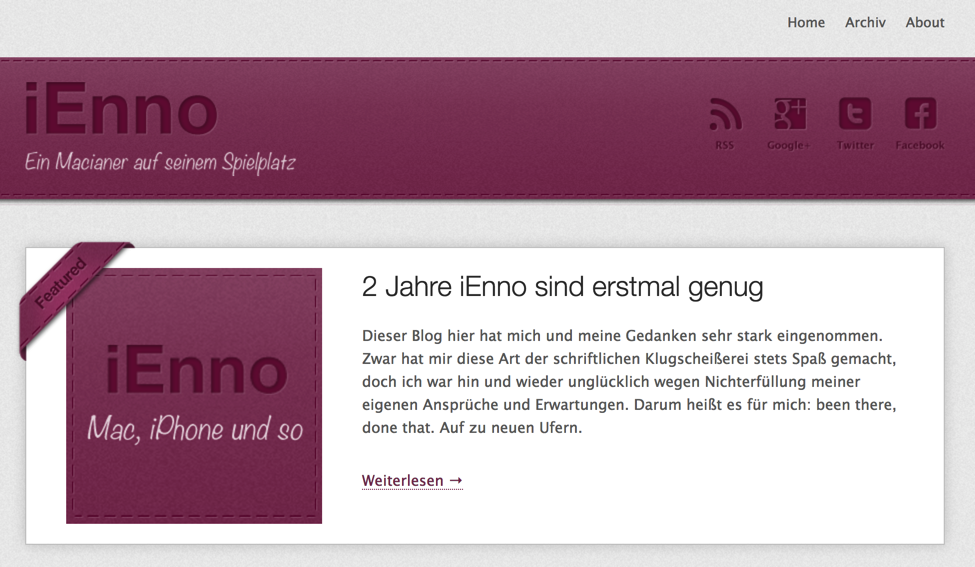 Home Archiv About
iEnno
Ein Macianer auf seinem Spielplatz
RSS Google+ Twitter Facebook
Featured
iEnno
Mac, iPhone und so
2 Jahre iEnno sind erstmal genug
Dieser Blog hier hat mich und meine Gedanken sehr stark eingenommen.
Zwar hat mir diese Art der schriftlichen Klugscheißerei stets Spaß gemacht,
doch ich war hin und wieder unglücklich wegen Nichterfüllung meiner
eigenen Ansprüche und Erwartungen. Darum heißt es für mich: been there,
done that. Auf zu neuen Ufern.
Weiterlesen →